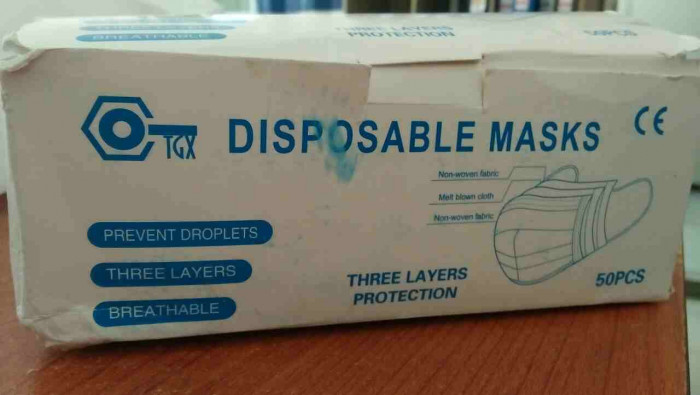 BREATHABLE
THREE LAYERS
PROTECTION
50PCS
TGX
DISPOSABLE MASKS
CE
Non-woven fabric
Melt blown cloth
Non-woven fabric
PREVENT DROPLETS
THREE LAYERS
BREATHABLE
THREE LAYERS
PROTECTION
50PCS